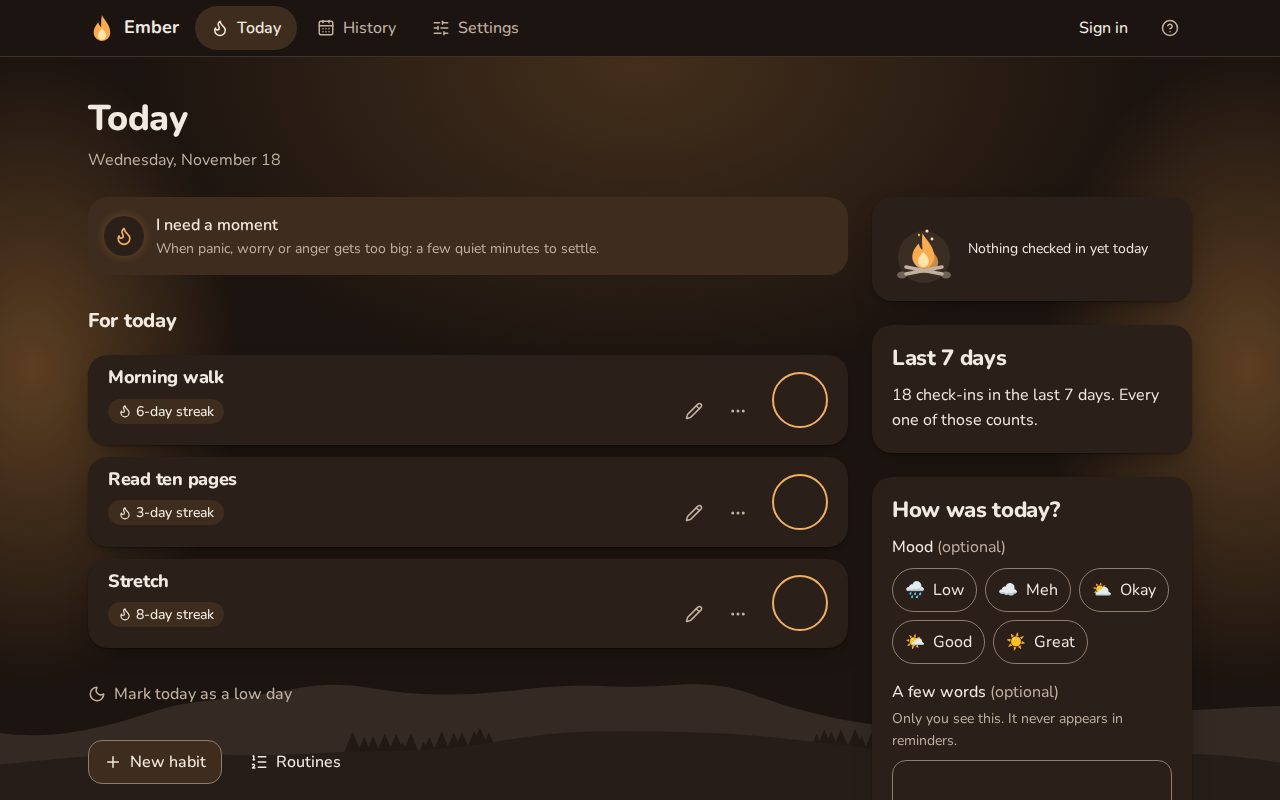 Ember
Today
History
Settings
Sign in
Today
Wednesday, November 18
I need a moment
When panic, worry or anger gets too big: a few quiet minutes to settle.
For today
Morning walk
6-day streak
Read ten pages
3-day streak
Stretch
8-day streak
Mark today as a low day
New habit
Routines
Nothing checked in yet today
Last 7 days
18 check-ins in the last 7 days. Every
one of those counts.
How was today?
Mood (optional)
Low
Meh
Okay
Good
Great
A few words (optional)
Only you see this. It never appears in
reminders.